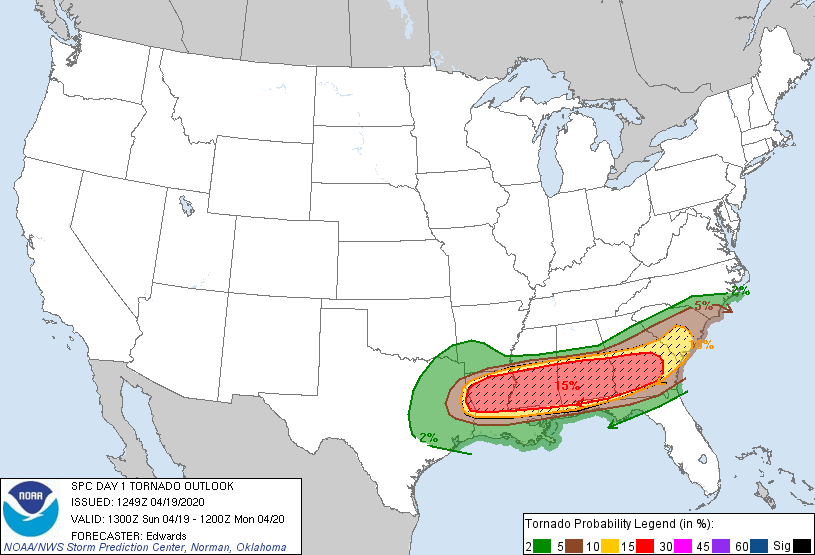 2%
5%
10%
15%
2%
NOAA
SPC DAY 1 TORNADO OUTLOOK
ISSUED: 1249Z 04/19/2020
VALID: 1300Z Sun 04/19 - 1200Z Mon 04/20
FORECASTER: Edwards
NOAA/NWS Storm Prediction Center, Norman, Oklahoma
Tornado Probability Legend (in %):
2 5 10 15 30 45 60 Sig